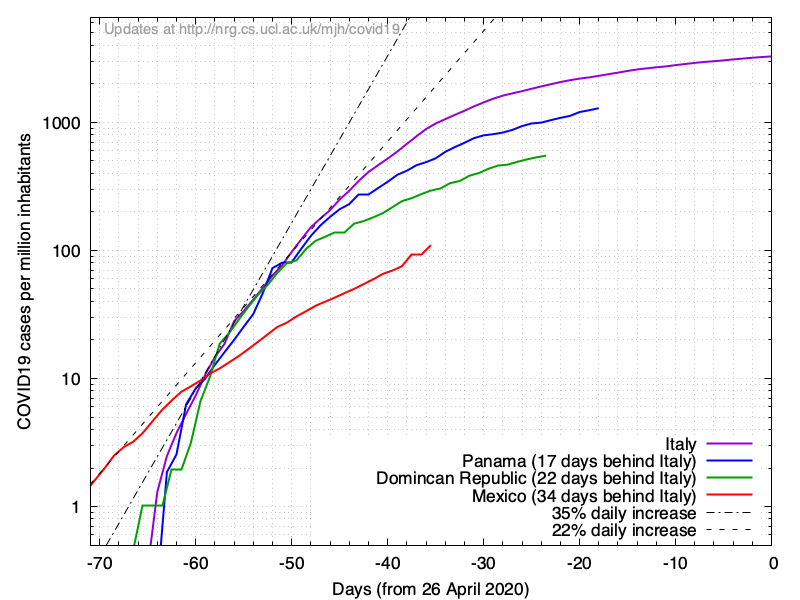 Updates at http://nrg.cs.ucl.ac.uk/mjh/covid19
COVID19 cases per million inhabitants
1000
100
10
1
Italy
Panama (17 days behind Italy)
Domincan Republic (22 days behind Italy)
Mexico (34 days behind Italy)
35% daily increase
22% daily increase
-70 -60 -50 -40 -30 -20 -10 0
Days (from 26 April 2020)